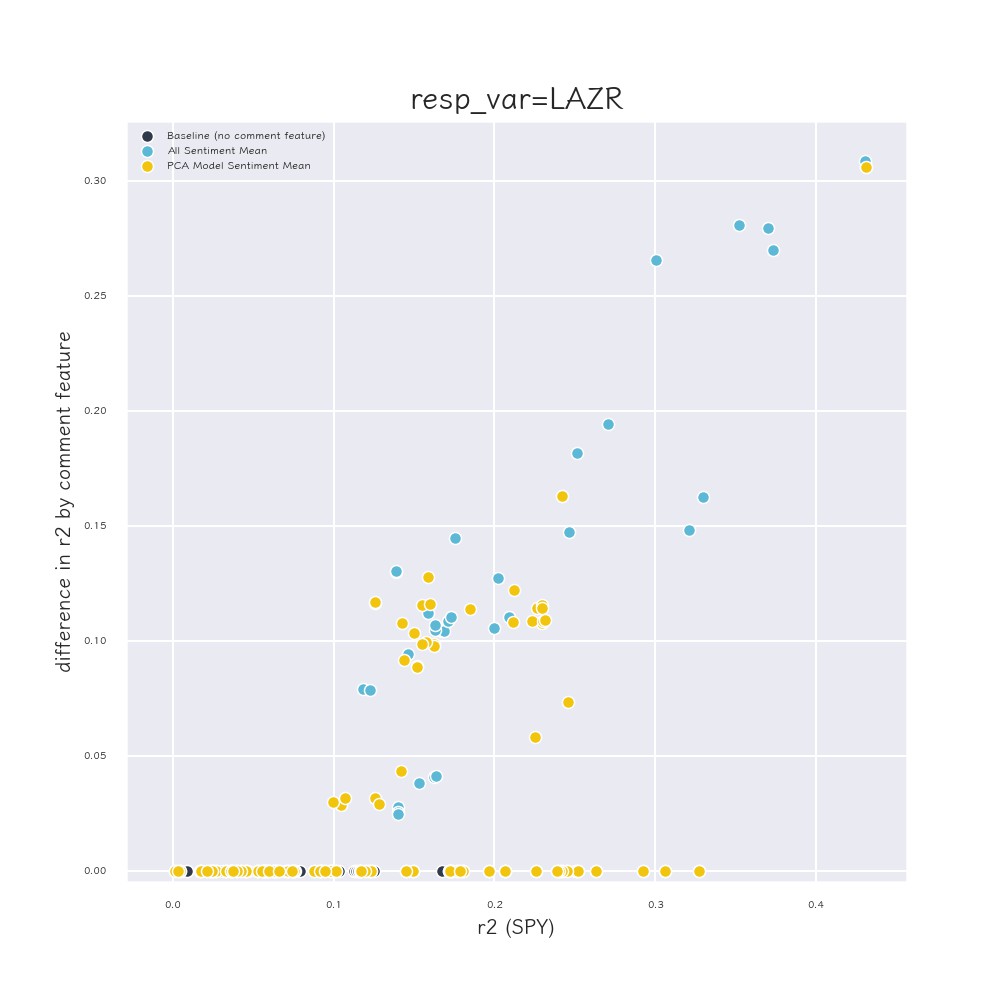 resp_var=LAZR
Baseline (no comment feature)
All Sentiment Mean
PCA Model Sentiment Mean
difference in r2 by comment feature
0.30
0.25
0.20
0.15
0.10
0.05
0.00
0.0 0.1 0.2 0.3 0.4
r2 (SPY)